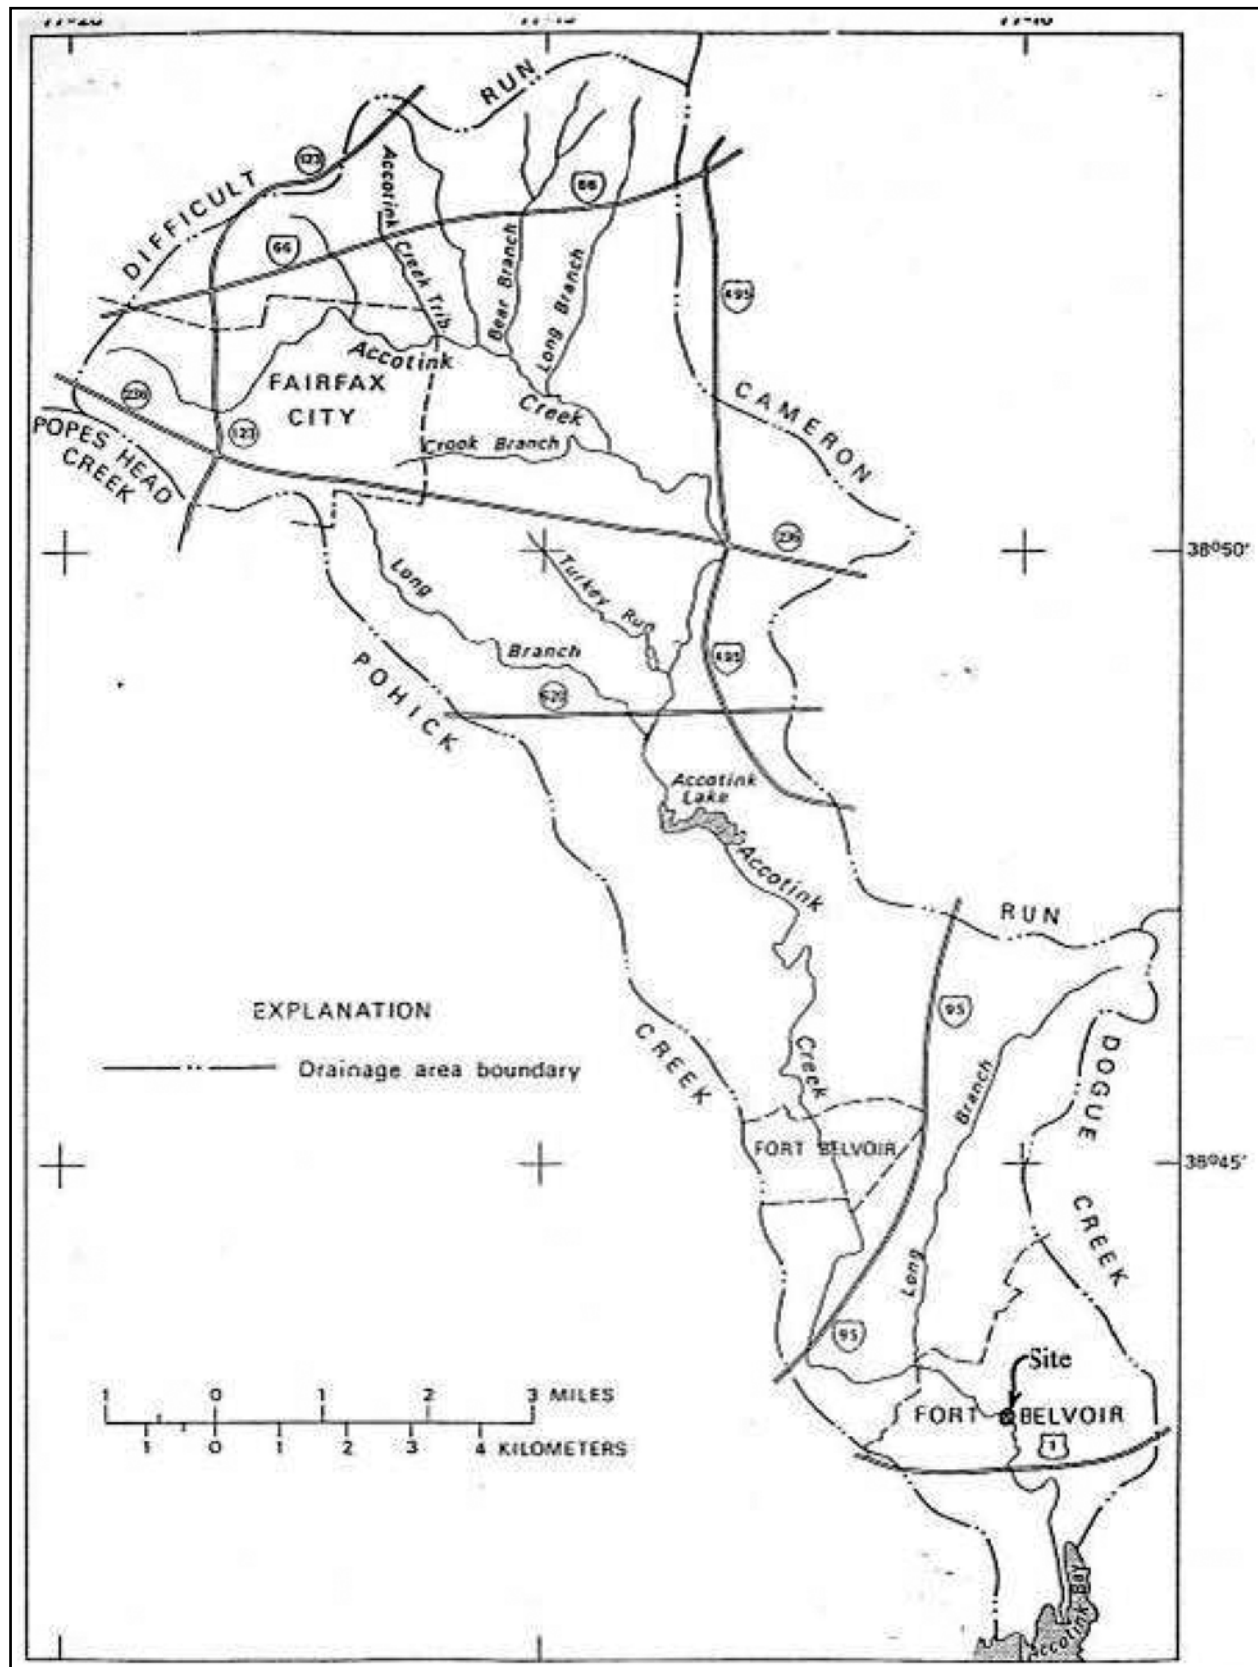 RUN
123
DIFFICULT
66
66
Accotink Creek Trib
Bear Branch
Long Branch
495
Accotink
Creek
FAIRFAX
CITY
CAMERON
236
123
POPES HEAD
CREEK
Crook Branch
236
38°50'
Long
Branch
Turkey Run
495
POHICK
620
Accotink
Lake
Accotink
RUN
EXPLANATION
Drainage area boundary
CREEK
95
Creek
Branch
DOGUE
FORT BELVOIR
38°45'
CREEK
Long
95
Site
1 0 1 2 3 MILES
FORT BELVOIR
1
1 0 1 2 3 4 KILOMETERS
Accotink Bay